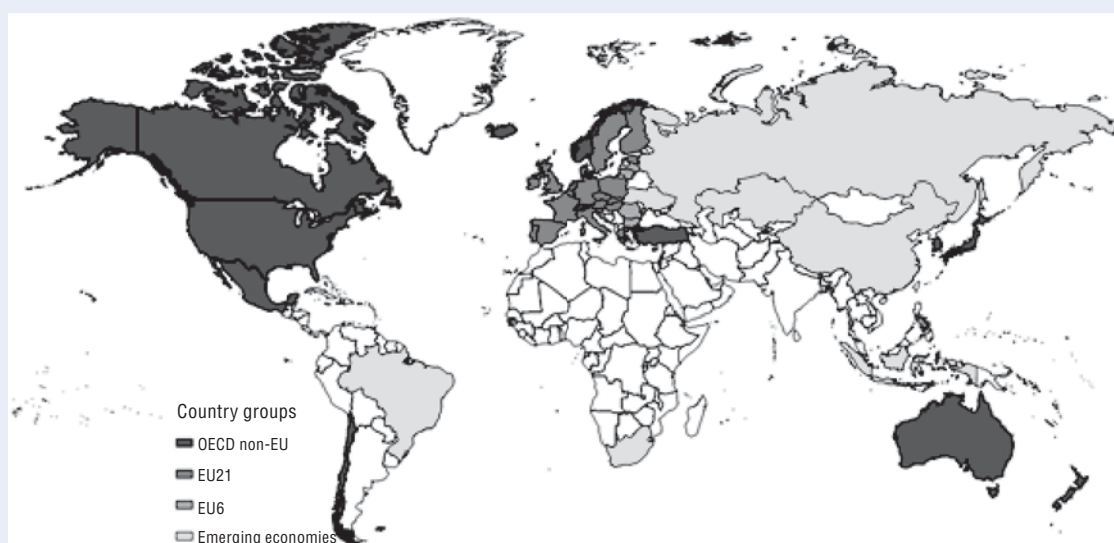 Country groups
OECD non-EU
EU21
EU6
Emerging economies